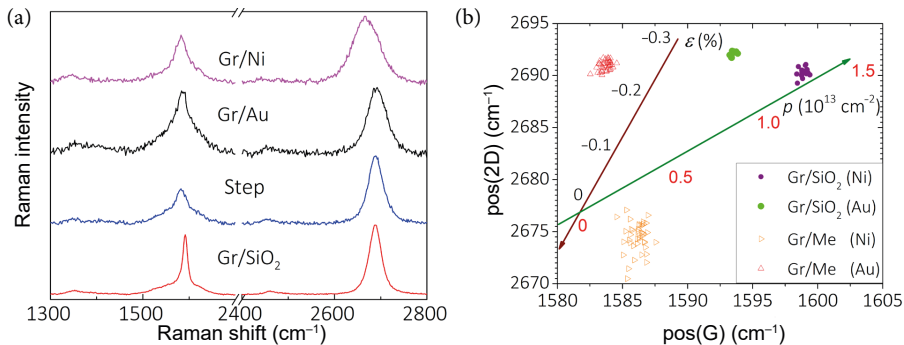 (a)
Raman intensity
Gr/Ni
Gr/Au
Step
Gr/SiO₂
1300 1500 2400 2600 2800
Raman shift (cm⁻¹)
(b)
pos(2D) (cm⁻¹)
2695
2690
2685
2680
2675
2670
−0.3 ε (%)
−0.2
−0.1
0
0
0.5
1.0
1.5
p (10¹³ cm⁻²)
Gr/SiO₂ (Ni)
Gr/SiO₂ (Au)
Gr/Me (Ni)
Gr/Me (Au)
1580 1585 1590 1595 1600 1605
pos(G) (cm⁻¹)